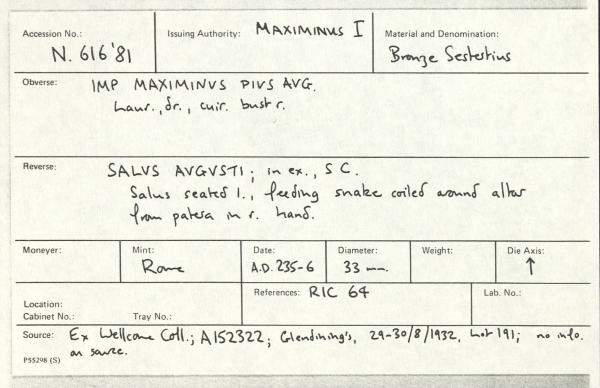 Accession No.: N. 616'81
Issuing Authority: MAXIMINUS I
Material and Denomination: Bronze Sestertius
Obverse: IMP MAXIMINVS PIVS AVG.
Laur., dr., cuir. bust r.
Reverse: SALVS AVGVSTI; in ex., S C.
Salus seated l., feeding snake coiled around altar
from patera in r. hand.
Moneyer:
Mint: Rome
Date: A.D. 235-6
Diameter: 33 mm.
Weight:
Die Axis: ↑
Location:
Cabinet No.: Tray No.:
References: RIC 64
Lab. No.:
Source: Ex Wellcome Coll.; A152322; Glendining's, 29-30/8/1932, Lot 191; no info.
on source.
P55298 (S)